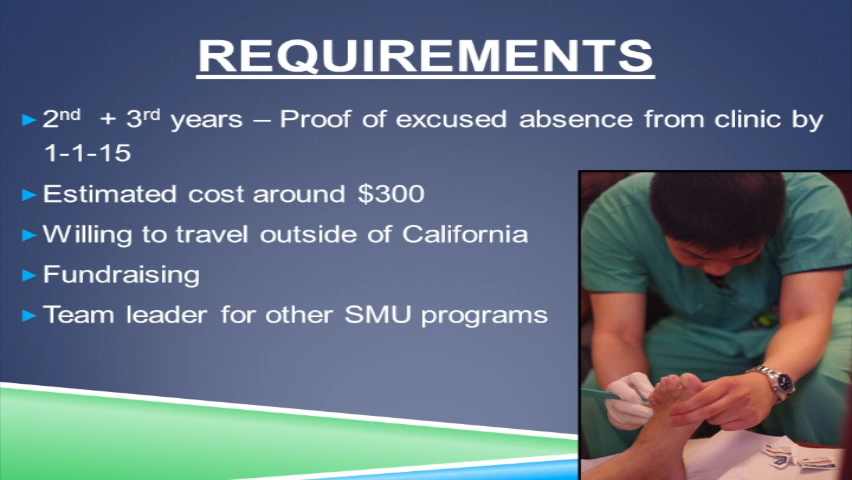 REQUIREMENTS
► 2nd + 3rd years – Proof of excused absence from clinic by
1-1-15
► Estimated cost around $300
► Willing to travel outside of California
► Fundraising
► Team leader for other SMU programs